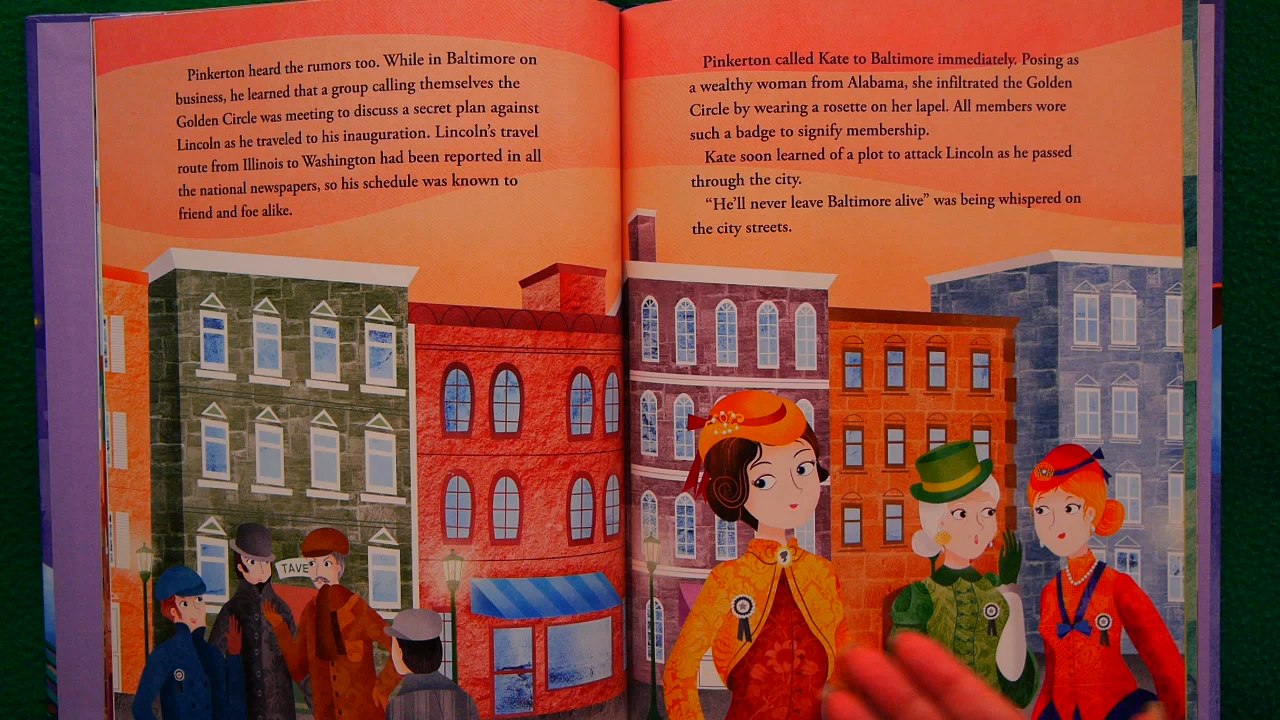 Pinkerton heard the rumors too. While in Baltimore on
business, he learned that a group calling themselves the
Golden Circle was meeting to discuss a secret plan against
Lincoln as he traveled to his inauguration. Lincoln's travel
route from Illinois to Washington had been reported in all
the national newspapers, so his schedule was known to
friend and foe alike.
Pinkerton called Kate to Baltimore immediately. Posing as
a wealthy woman from Alabama, she infiltrated the Golden
Circle by wearing a rosette on her lapel. All members wore
such a badge to signify membership.
Kate soon learned of a plot to attack Lincoln as he passed
through the city.
“He'll never leave Baltimore alive” was being whispered on
the city streets.
TAVE